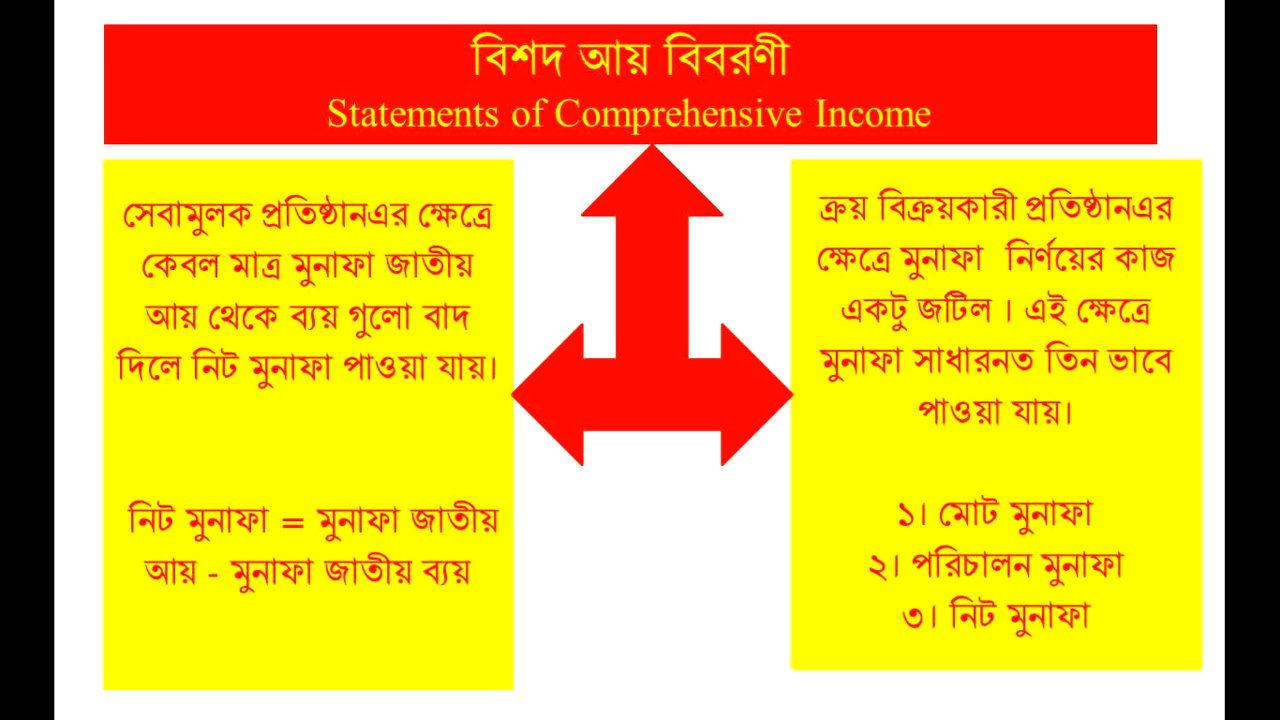 বিশদ আয় বিবরণী
Statements of Comprehensive Income
সেবামুলক প্রতিষ্ঠানএর ক্ষেত্রে
কেবল মাত্র মুনাফা জাতীয়
আয় থেকে ব্যয় গুলো বাদ
দিলে নিট মুনাফা পাওয়া যায়।
নিট মুনাফা = মুনাফা জাতীয়
আয় - মুনাফা জাতীয় ব্যয়
ক্রয় বিক্রয়কারী প্রতিষ্ঠানএর
ক্ষেত্রে মুনাফা নির্ণয়ের কাজ
একটু জটিল । এই ক্ষেত্রে
মুনাফা সাধারনত তিন ভাবে
পাওয়া যায়।
১। মোট মুনাফা
২। পরিচালন মুনাফা
৩। নিট মুনাফা